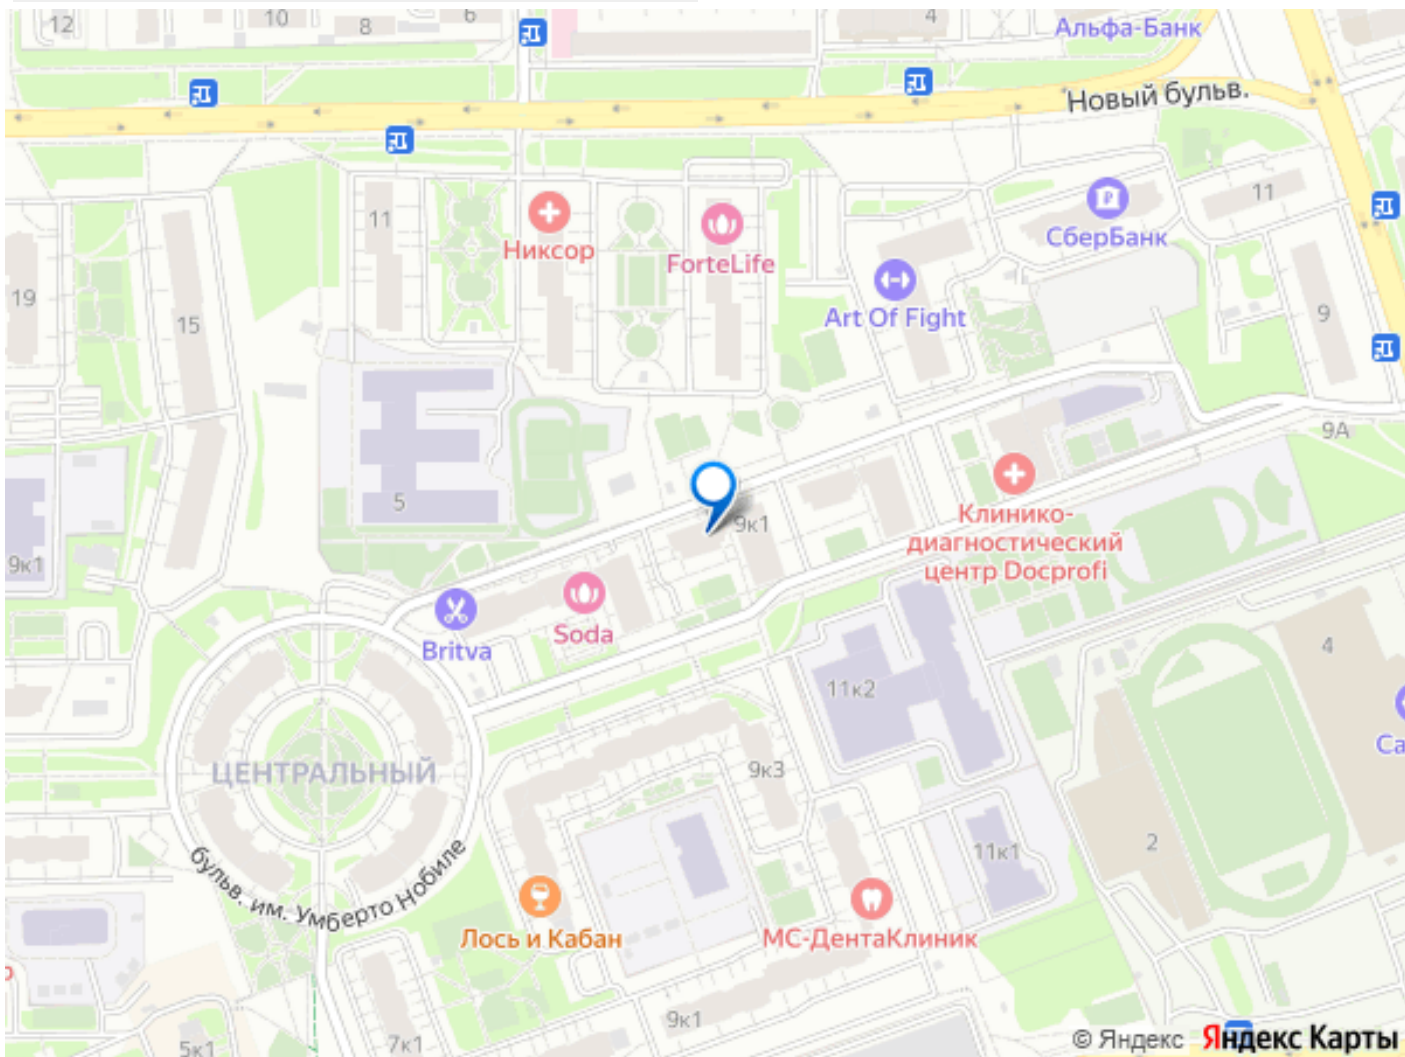 12
10
8
6
4
Альфа-Банк
Новый бульв.
11
Никсор
ForteLife
СберБанк
11
Art Of Fight
19
15
9
9А
5
9к1
9к1
Клинико-
диагностический
центр Docprofi
Britva
Soda
11к2
4
Са
ЦЕНТРАЛЬНЫЙ
9к3
бульв. им. Умберто Нобиле
11к1
2
Лось и Кабан
МС-ДентаКлиник
9к1
7к1
5к1
© Яндекс Яндекс Карты